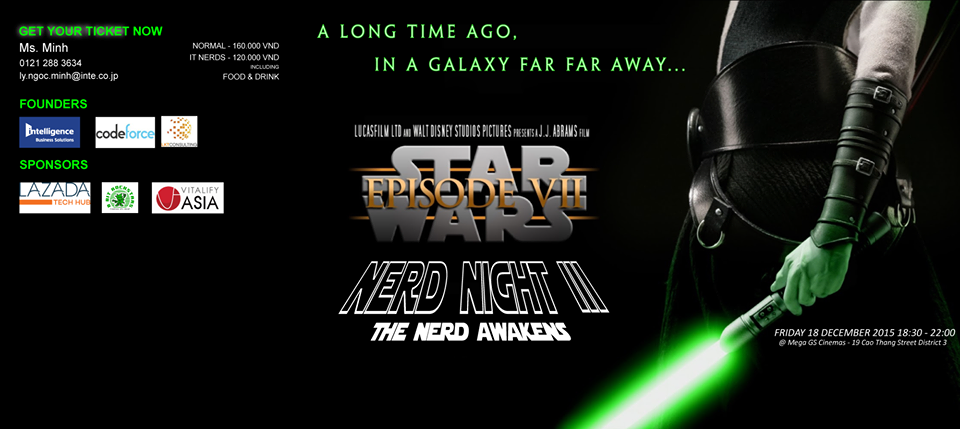 GET YOUR TICKET NOW
Ms. Minh
0121 288 3634
ly.ngoc.minh@inte.co.jp
NORMAL - 160.000 VND
IT NERDS - 120.000 VND
INCLUDING
FOOD & DRINK
FOUNDERS
Intelligence
Business Solutions
codeforce
CONSULTING
SPONSORS
LAZADA
TECH HUB
VITALIFY
ASIA
A LONG TIME AGO,
IN A GALAXY FAR FAR AWAY...
LUCASFILM LTD AND WALT DISNEY STUDIOS PICTURES PRESENTS A J.J. ABRAMS FILM
STAR
EPISODE VII
WARS
NERD NIGHT III
THE NERD AWAKENS
FRIDAY 18 DECEMBER 2015 18:30 - 22:00
@ Mega GS Cinemas - 19 Cao Thang Street District 3